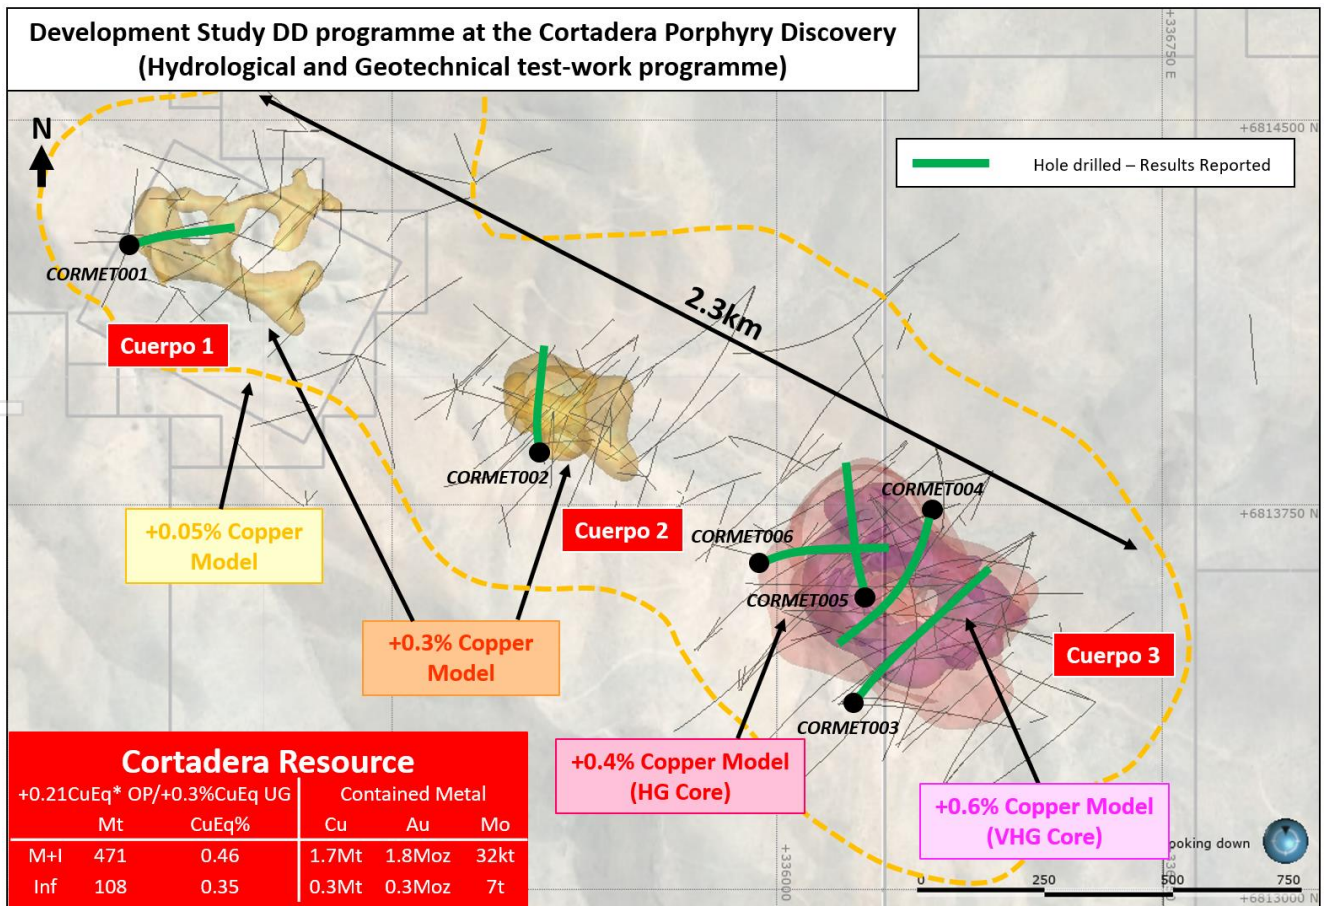 Development Study DD programme at the Cortadera Porphyry Discovery
(Hydrological and Geotechnical test-work programme)
+336750 E
N
+6814500 N
Hole drilled – Results Reported
CORMET001
2.3km
Cuerpo 1
CORMET002
CORMET004
+6813750 N
+0.05% Copper
Model
Cuerpo 2
CORMET006
CORMET005
+0.3% Copper
Model
Cuerpo 3
CORMET003
+0.4% Copper Model
(HG Core)
+0.6% Copper Model
(VHG Core)
Cortadera Resource
+0.21CuEq* OP/+0.3%CuEq UG Contained Metal
Mt CuEq% Cu Au Mo
M+I 471 0.46 1.7Mt 1.8Moz 32kt
Inf 108 0.35 0.3Mt 0.3Moz 7t
+336000
ooking down
0 250 500 750
+6813000 N